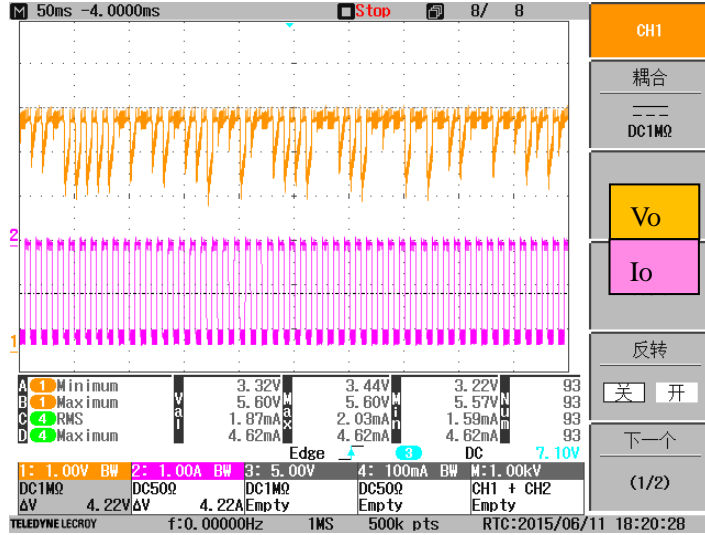 M 50ms -4.0000ms Stop 8/ 8
CH1
耦合
DC1MΩ
Vo
Io
2
1
反转
关 开
下一个
(1/2)
A 1 Minimum Val 3.32V Max 3.44V Min 3.22V Num 93
B 1 Maximum 5.60V 5.60V 5.57V 93
C 4 RMS 1.87mA 2.03mA 1.59mA 93
D 4 Maximum 4.62mA 4.62mA 4.62mA 93
Edge 3 DC 7.10V
1: 1.00V BW 2: 1.00A BW 3: 5.00V 4: 100mA BW M:1.00kV
DC1MΩ DC50Ω DC1MΩ DC50Ω CH1 + CH2
ΔV 4.22V ΔV 4.22A Empty Empty Empty
TELEDYNE LECROY f:0.00000Hz 1MS 500k pts RTC:2015/06/11 18:20:28